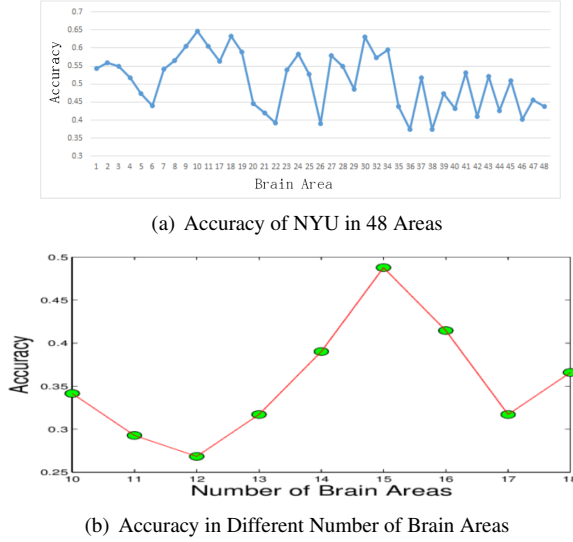 0.7
0.65
0.6
0.55
0.5
0.45
0.4
0.35
0.3
Accuracy
1 2 3 4 5 6 7 8 9 10 11 17 18 19 20 21 22 23 24 25 26 27 28 29 30 32 34 35 36 37 38 39 40 41 42 43 44 45 46 47 48
Brain Area
(a) Accuracy of NYU in 48 Areas
0.5
0.45
0.4
0.35
0.3
0.25
Accuracy
10 11 12 13 14 15 16 17 18
Number of Brain Areas
(b) Accuracy in Different Number of Brain Areas